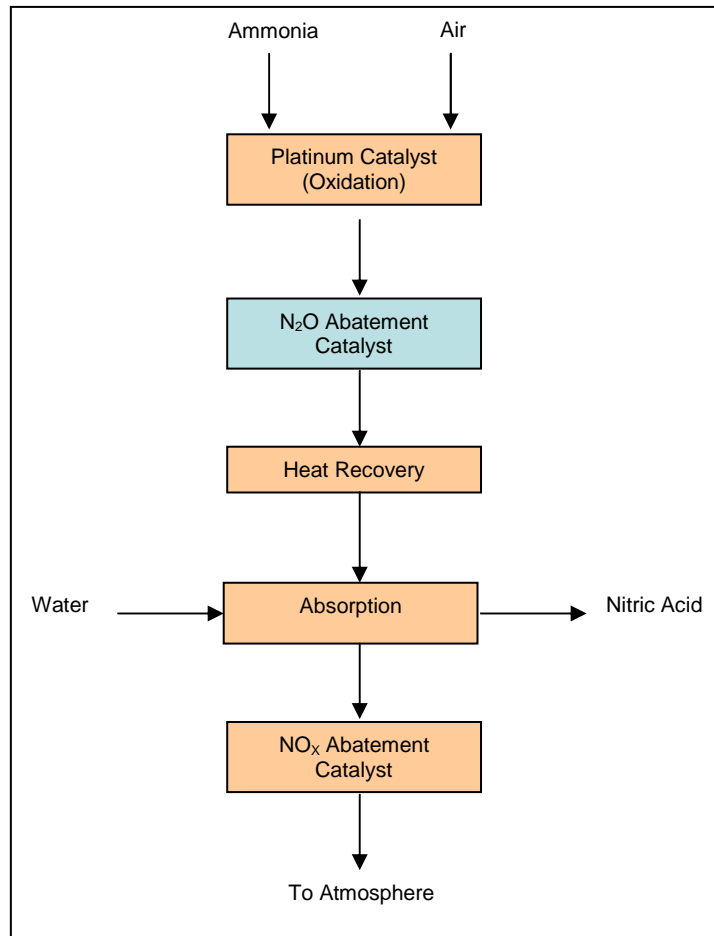 Ammonia Air
Platinum Catalyst
(Oxidation)
N₂O Abatement
Catalyst
Heat Recovery
Water Absorption Nitric Acid
NOₓ Abatement
Catalyst
To Atmosphere